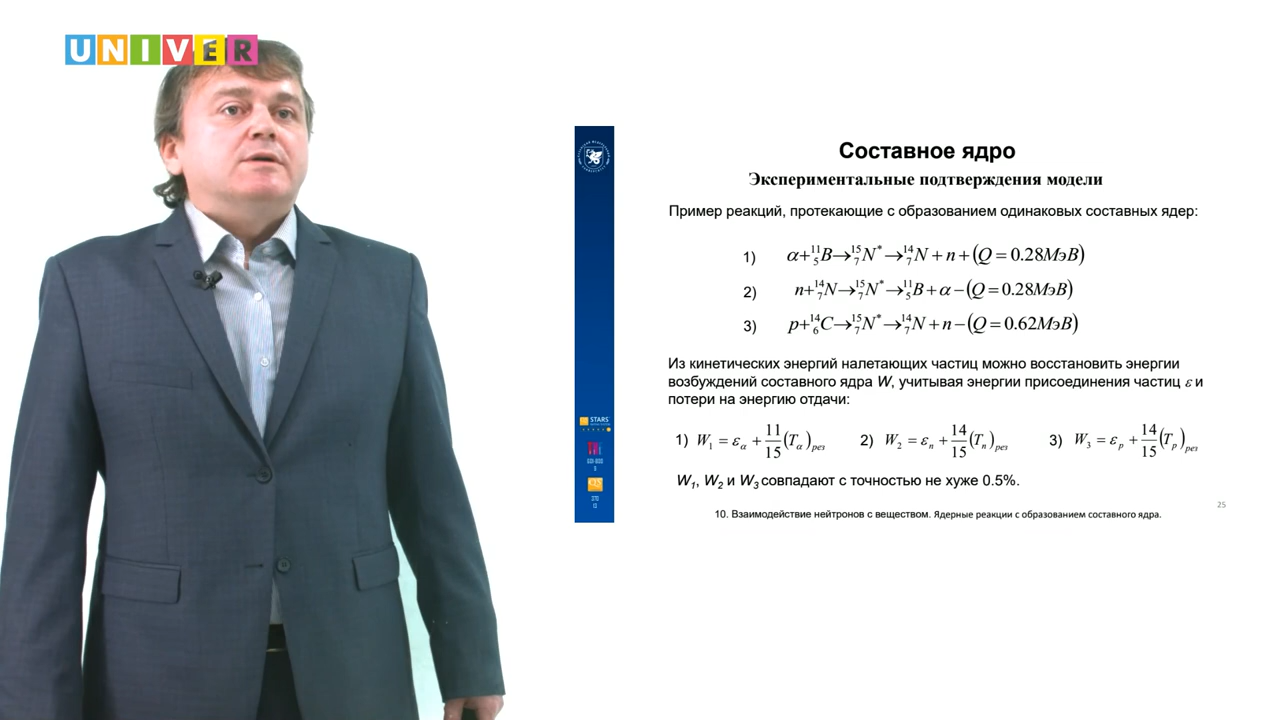 UNIVER
Составное ядро
Экспериментальные подтверждения модели
Пример реакций, протекающие с образованием одинаковых составных ядер:
1) α+¹¹₅B→¹⁵₇N*→¹⁴₇N+n+(Q=0.28МэВ)
2) n+¹⁴₇N→¹⁵₇N*→¹¹₅B+α−(Q=0.28МэВ)
3) p+¹⁴₆C→¹⁵₇N*→¹⁴₇N+n−(Q=0.62МэВ)
Из кинетических энергий налетающих частиц можно восстановить энергии
возбуждений составного ядра W, учитывая энергии присоединения частиц ε и
потери на энергию отдачи:
1) W₁ = ε_α + 11/15 (T_α)_рез 2) W₂ = ε_n + 14/15 (T_n)_рез 3) W₃ = ε_p + 14/15 (T_p)_рез
W₁, W₂ и W₃ совпадают с точностью не хуже 0.5%.
10. Взаимодействие нейтронов с веществом. Ядерные реакции с образованием составного ядра.
25
STARS